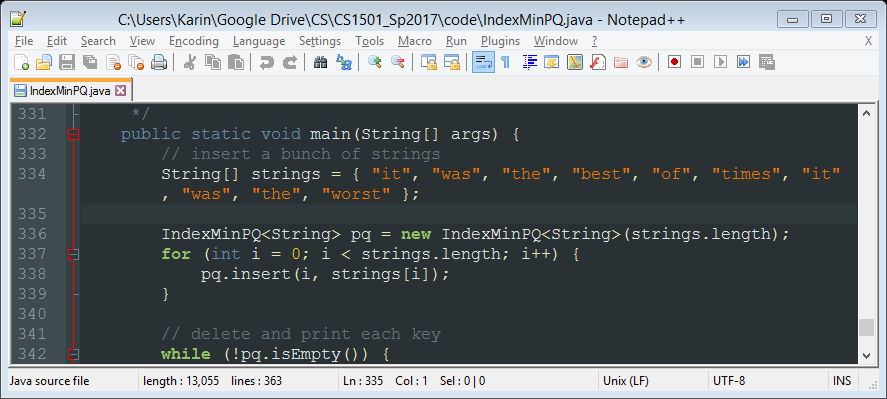 C:\Users\Karin\Google Drive\CS\CS1501_Sp2017\code\IndexMinPQ.java - Notepad++
File Edit Search View Encoding Language Settings Tools Macro Run Plugins Window ? X
IndexMinPQ.java
331 */
332 public static void main(String[] args) {
333 // insert a bunch of strings
334 String[] strings = { "it", "was", "the", "best", "of", "times", "it"
, "was", "the", "worst" };
335
336 IndexMinPQ<String> pq = new IndexMinPQ<String>(strings.length);
337 for (int i = 0; i < strings.length; i++) {
338 pq.insert(i, strings[i]);
339 }
340
341 // delete and print each key
342 while (!pq.isEmpty()) {
Java source file length : 13,055 lines : 363 Ln : 335 Col : 1 Sel : 0 | 0 Unix (LF) UTF-8 INS